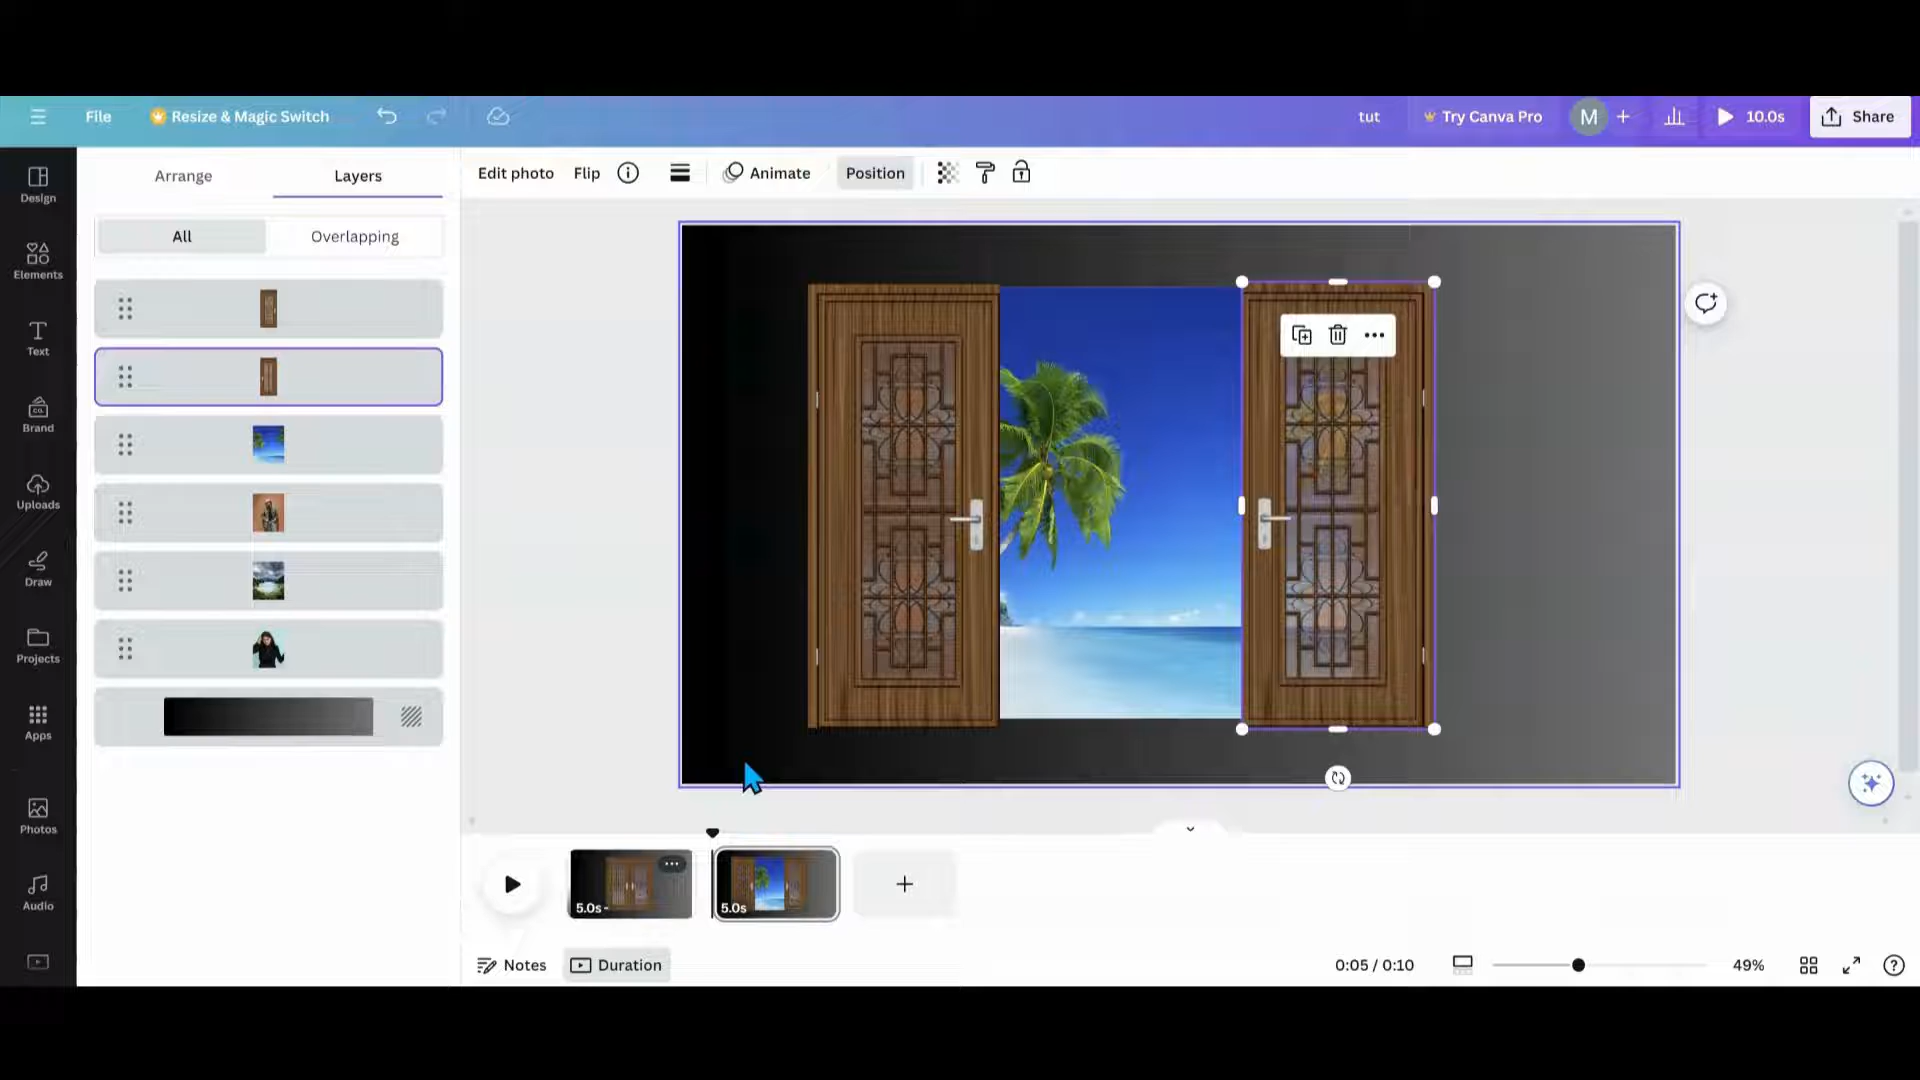 File
Resize & Magic Switch
tut
Try Canva Pro
M
10.0s
Share
Design
Elements
Text
Brand
CO.
Uploads
Draw
Projects
Apps
Photos
Audio
Arrange
Layers
All
Overlapping
Edit photo
Flip
Animate
Position
5.0s
5.0s
Notes
Duration
0:05 / 0:10
49%